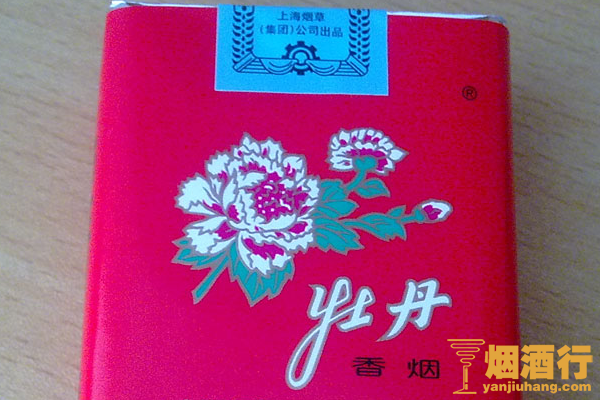 上海烟草
(集团)公司出品
®
牡丹
香烟
烟酒行
yanjiuhang.com